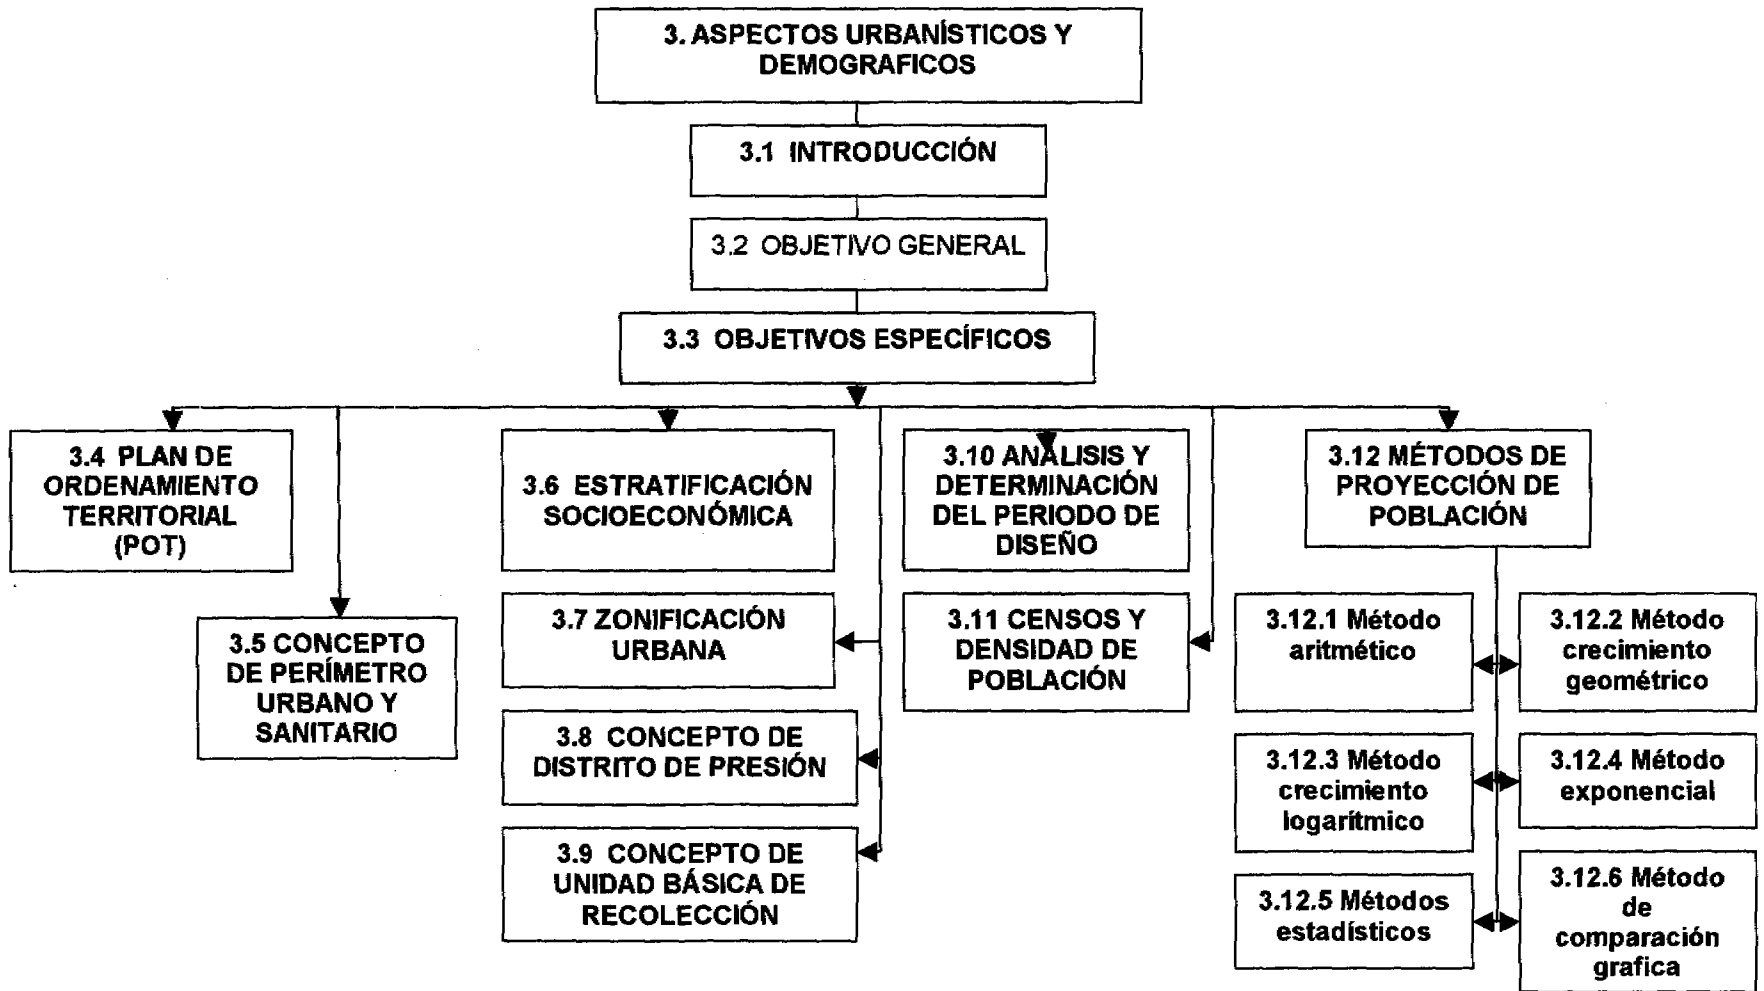 3. ASPECTOS URBANÍSTICOS Y
DEMOGRAFICOS
3.1 INTRODUCCIÓN
3.2 OBJETIVO GENERAL
3.3 OBJETIVOS ESPECÍFICOS
3.4 PLAN DE
ORDENAMIENTO
TERRITORIAL
(POT)
3.5 CONCEPTO
DE PERÍMETRO
URBANO Y
SANITARIO
3.6 ESTRATIFICACIÓN
SOCIOECONÓMICA
3.7 ZONIFICACIÓN
URBANA
3.8 CONCEPTO DE
DISTRITO DE PRESIÓN
3.9 CONCEPTO DE
UNIDAD BÁSICA DE
RECOLECCIÓN
3.10 ANÁLISIS Y
DETERMINACIÓN
DEL PERIODO DE
DISEÑO
3.11 CENSOS Y
DENSIDAD DE
POBLACIÓN
3.12 MÉTODOS DE
PROYECCIÓN DE
POBLACIÓN
3.12.1 Método
aritmético
3.12.2 Método
crecimiento
geométrico
3.12.3 Método
crecimiento
logarítmico
3.12.4 Método
exponencial
3.12.5 Métodos
estadísticos
3.12.6 Método
de
comparación
grafica